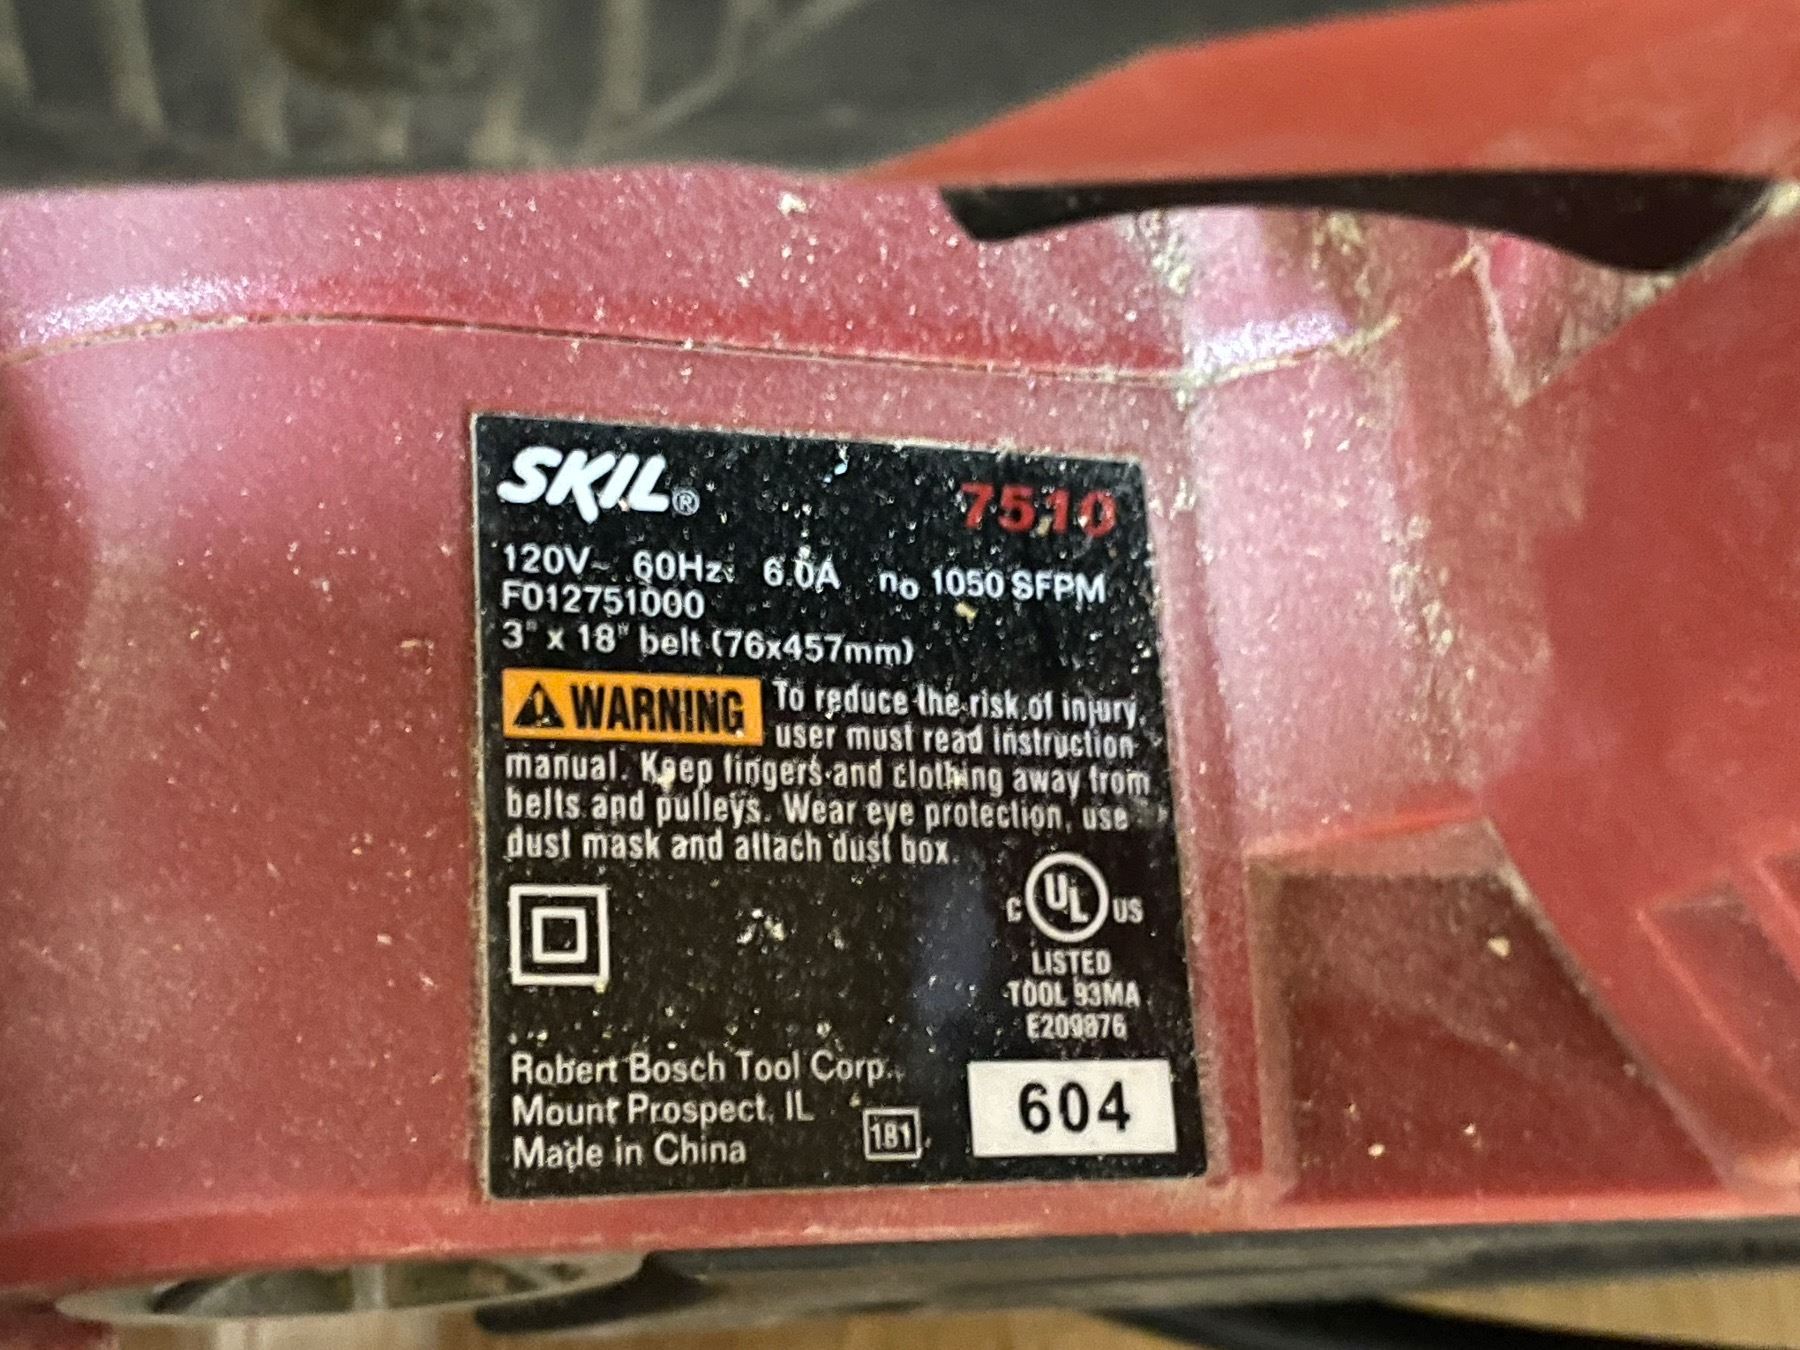 SKIL® 7510
120V~ 60Hz 6.0A no 1050 SFPM
F012751000
3" x 18" belt (76x457mm)
WARNING To reduce the risk of injury,
user must read instruction
manual. Keep fingers and clothing away from
belts and pulleys. Wear eye protection, use
dust mask and attach dust box.
C UL US
LISTED
TOOL 93MA
E209876
Robert Bosch Tool Corp.
Mount Prospect, IL
Made in China
181
604